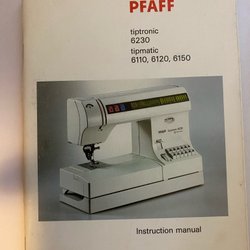 PFAFF
tiptronic
6230
tipmatic
6110, 6120, 6150
Instruction manual